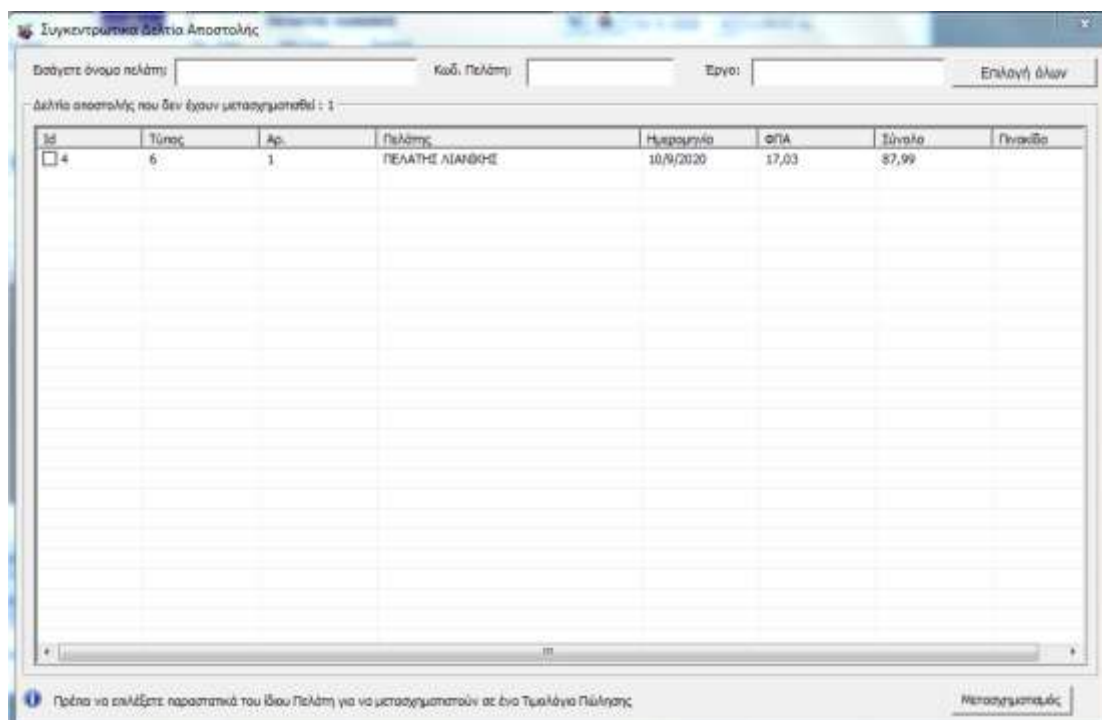 Συγκεντρωτικά Δελτία Αποστολής
Εισάγετε όνομα πελάτη: Κωδ. Πελάτη: Έργο: Επιλογή όλων
Δελτία αποστολής που δεν έχουν μετασχηματισθεί : 1
Id Τύπος Αρ. Πελάτης Ημερομηνία ΦΠΑ Σύνολο Πινακίδα
4 6 1 ΠΕΛΑΤΗΣ ΛΙΑΝΙΚΗΣ 10/9/2020 17,03 87,99
Πρέπει να επιλέξετε παραστατικά του ίδιου Πελάτη για να μετασχηματιστούν σε ένα Τιμολόγιο Πώλησης Μετασχηματισμός